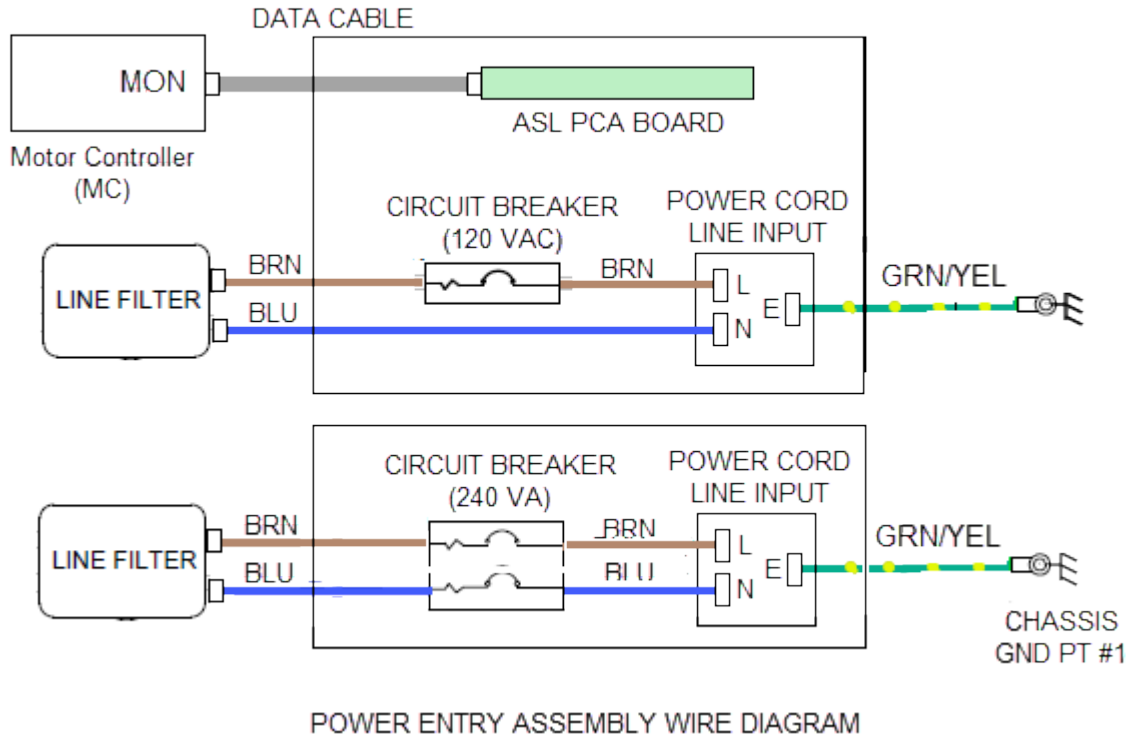 DATA CABLE
MON
ASL PCA BOARD
Motor Controller
(MC)
CIRCUIT BREAKER
(120 VAC)
POWER CORD
LINE INPUT
BRN
BRN
L
GRN/YEL
LINE FILTER
E
BLU
N
CIRCUIT BREAKER
(240 VA)
POWER CORD
LINE INPUT
BRN
BRN
L
GRN/YEL
LINE FILTER
BLU
BLU
E
N
CHASSIS
GND PT #1
POWER ENTRY ASSEMBLY WIRE DIAGRAM